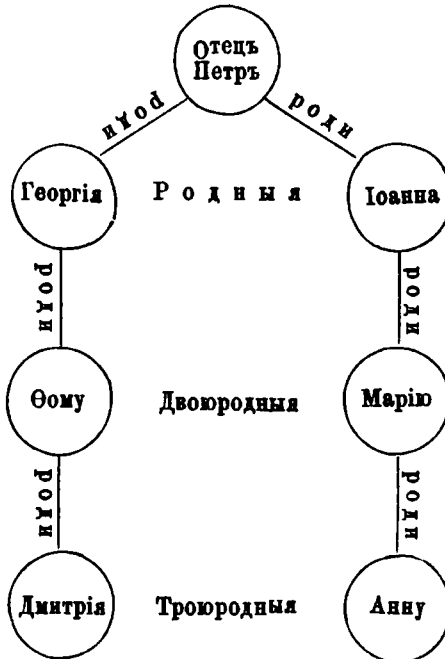 Отецъ
Петръ
роди
роди
Георгія
Родныя
Іоанна
роди
роди
Ѳому
Двоюродныя
Марію
роди
роди
Дмитрія
Троюродныя
Анну